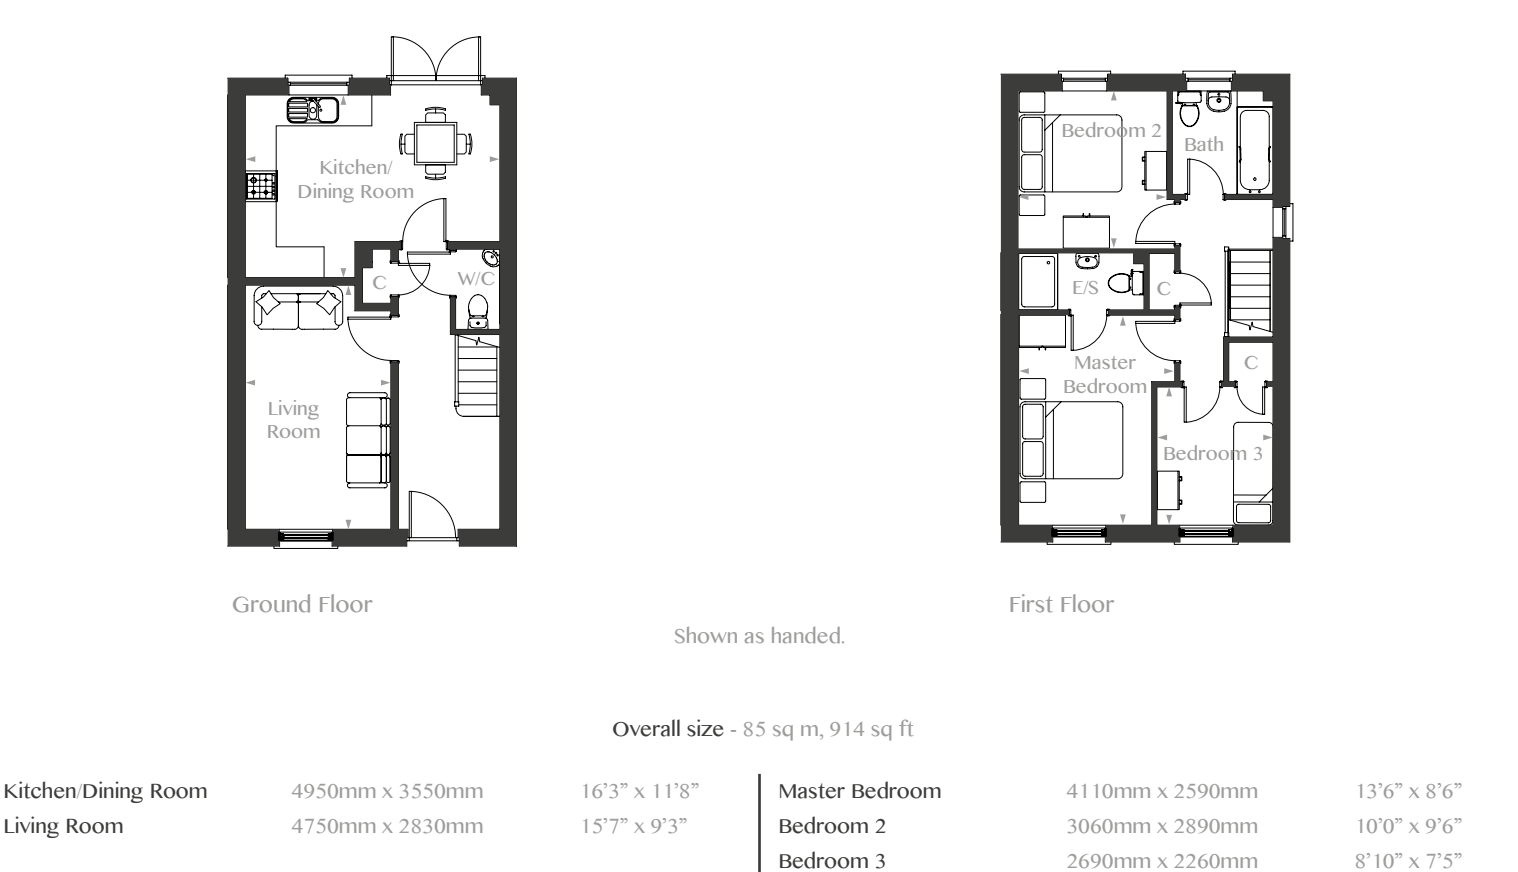 Kitchen/
Dining Room
C
W/C
Living
Room
Bedroom 2
Bath
E/S
C
Master
Bedroom
C
Bedroom 3
Ground Floor
First Floor
Shown as handed.
Overall size - 85 sq m, 914 sq ft
Kitchen/Dining Room 4950mm x 3550mm 16’3” x 11’8”
Living Room 4750mm x 2830mm 15’7” x 9’3”
Master Bedroom 4110mm x 2590mm 13’6” x 8’6”
Bedroom 2 3060mm x 2890mm 10’0” x 9’6”
Bedroom 3 2690mm x 2260mm 8’10” x 7’5”